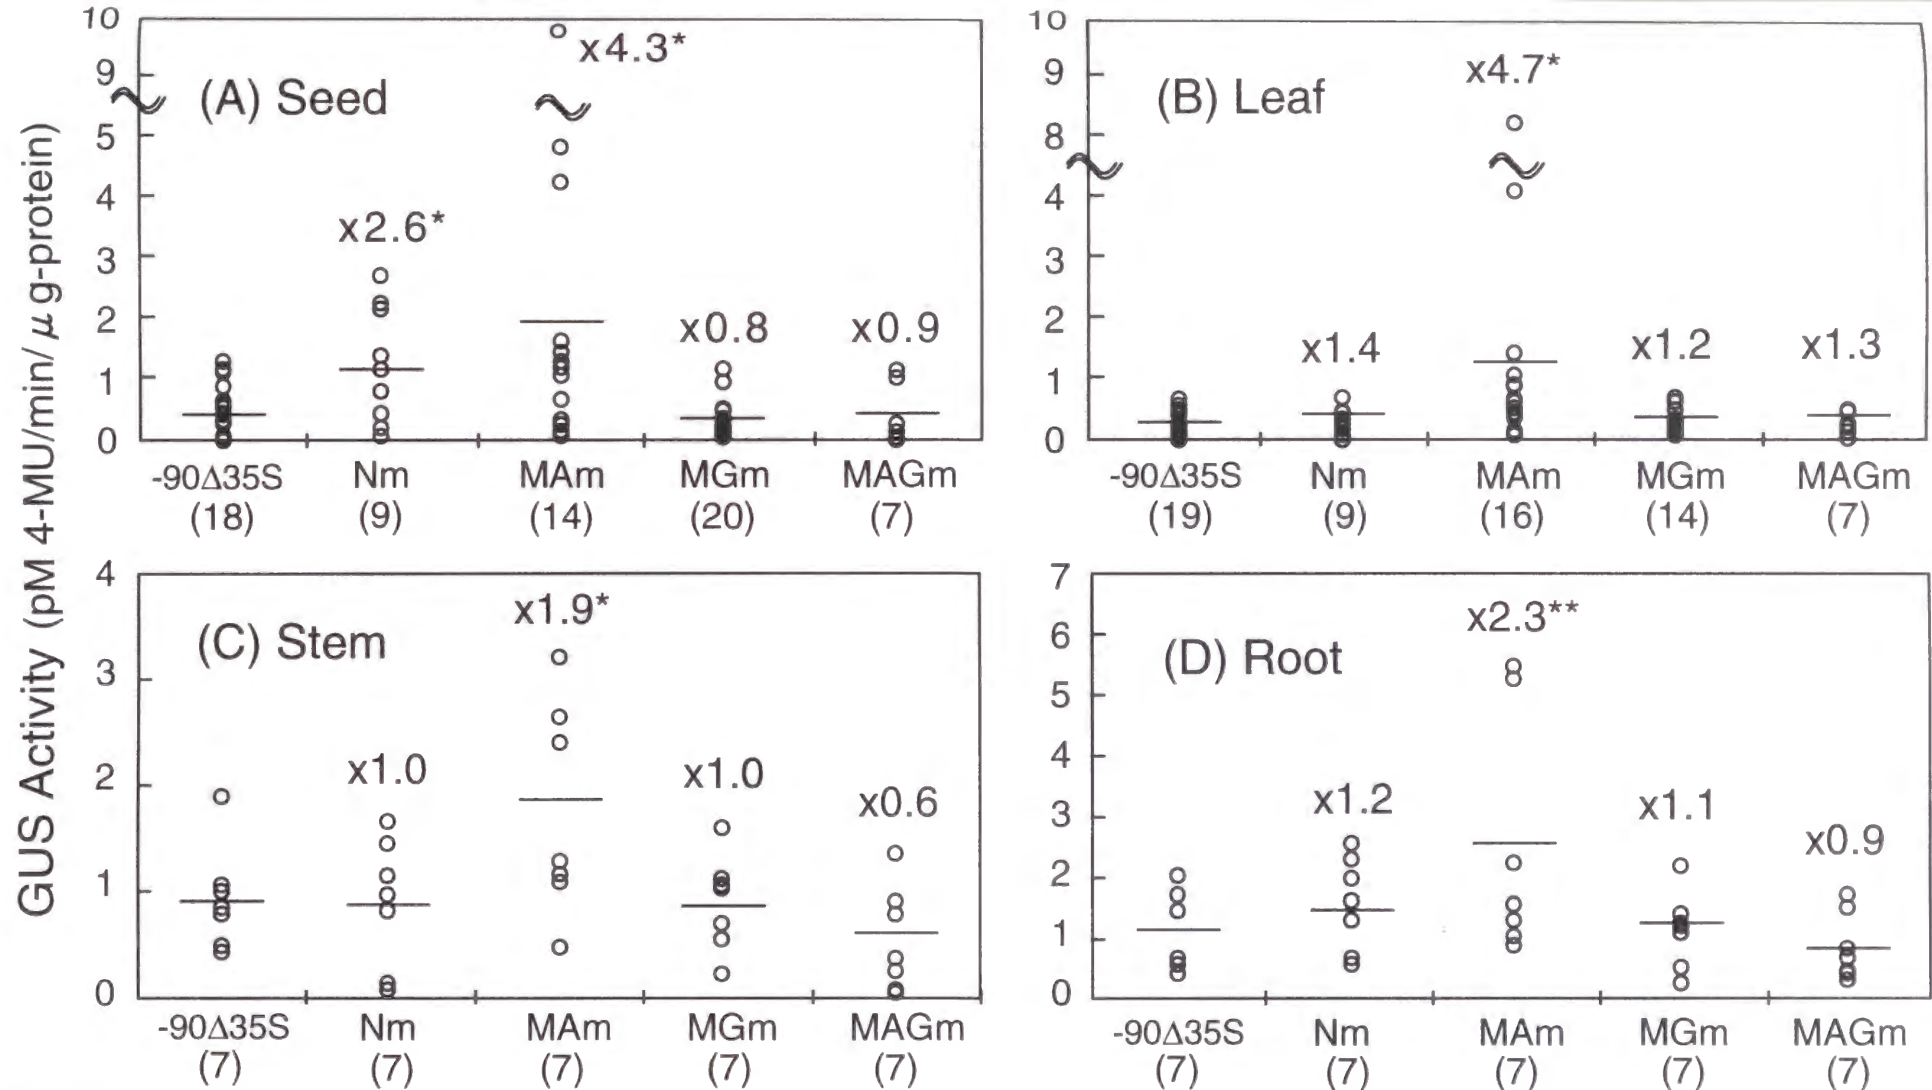 GUS Activity (pM 4-MU/min/ μg-protein)
(A) Seed
10
9
5
4
3
2
1
0
x2.6*
x4.3*
x0.8
x0.9
-90Δ35S Nm MAm MGm MAGm
(18) (9) (14) (20) (7)
(B) Leaf
10
9
8
4
3
2
1
0
x1.4
x4.7*
x1.2
x1.3
-90Δ35S Nm MAm MGm MAGm
(19) (9) (16) (14) (7)
(C) Stem
4
3
2
1
0
x1.0
x1.9*
x1.0
x0.6
-90Δ35S Nm MAm MGm MAGm
(7) (7) (7) (7) (7)
(D) Root
7
6
5
4
3
2
1
0
x1.2
x2.3**
x1.1
x0.9
-90Δ35S Nm MAm MGm MAGm
(7) (7) (7) (7) (7)